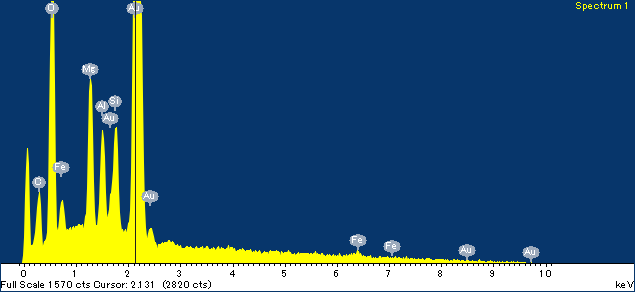 Spectrum 1
O Au
Mg
Al Si
Au
Fe
Au
Fe Fe Au Au
0 1 2 3 4 5 6 7 8 9 10
Full Scale 1570 cts Cursor: 2.131 (2820 cts) keV